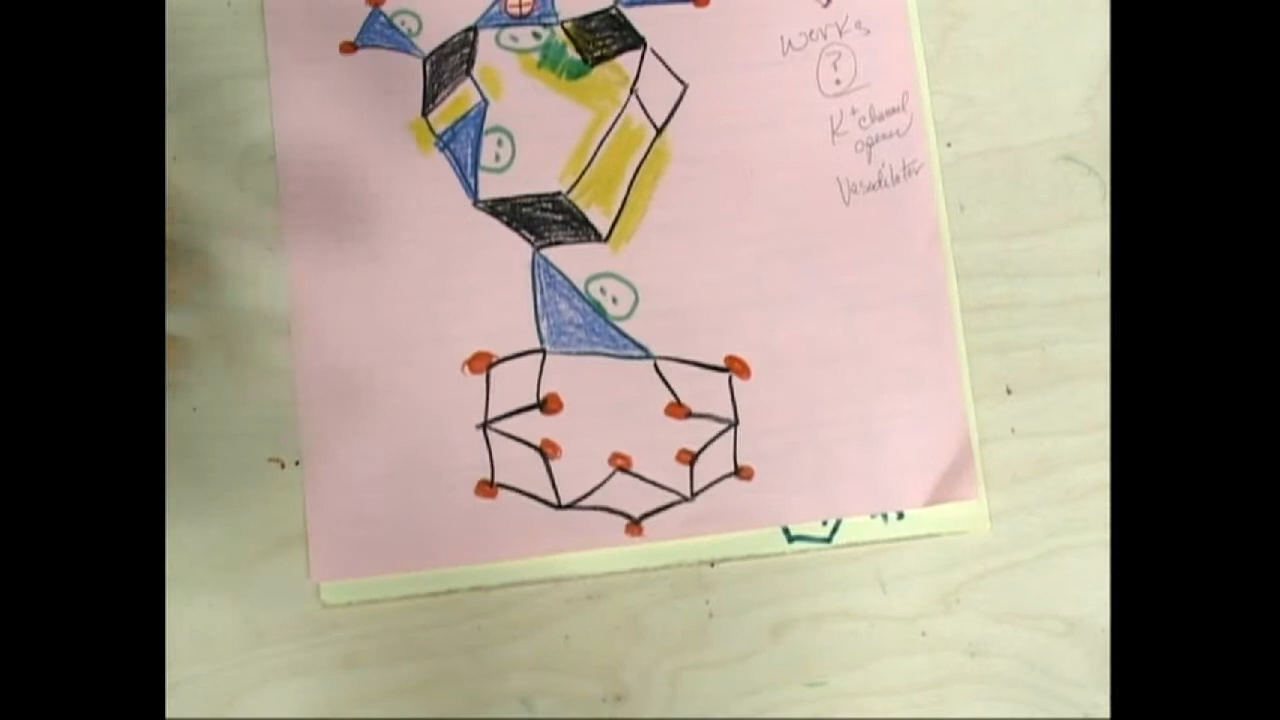 works
?
K+ channel
opener
Vasodilator